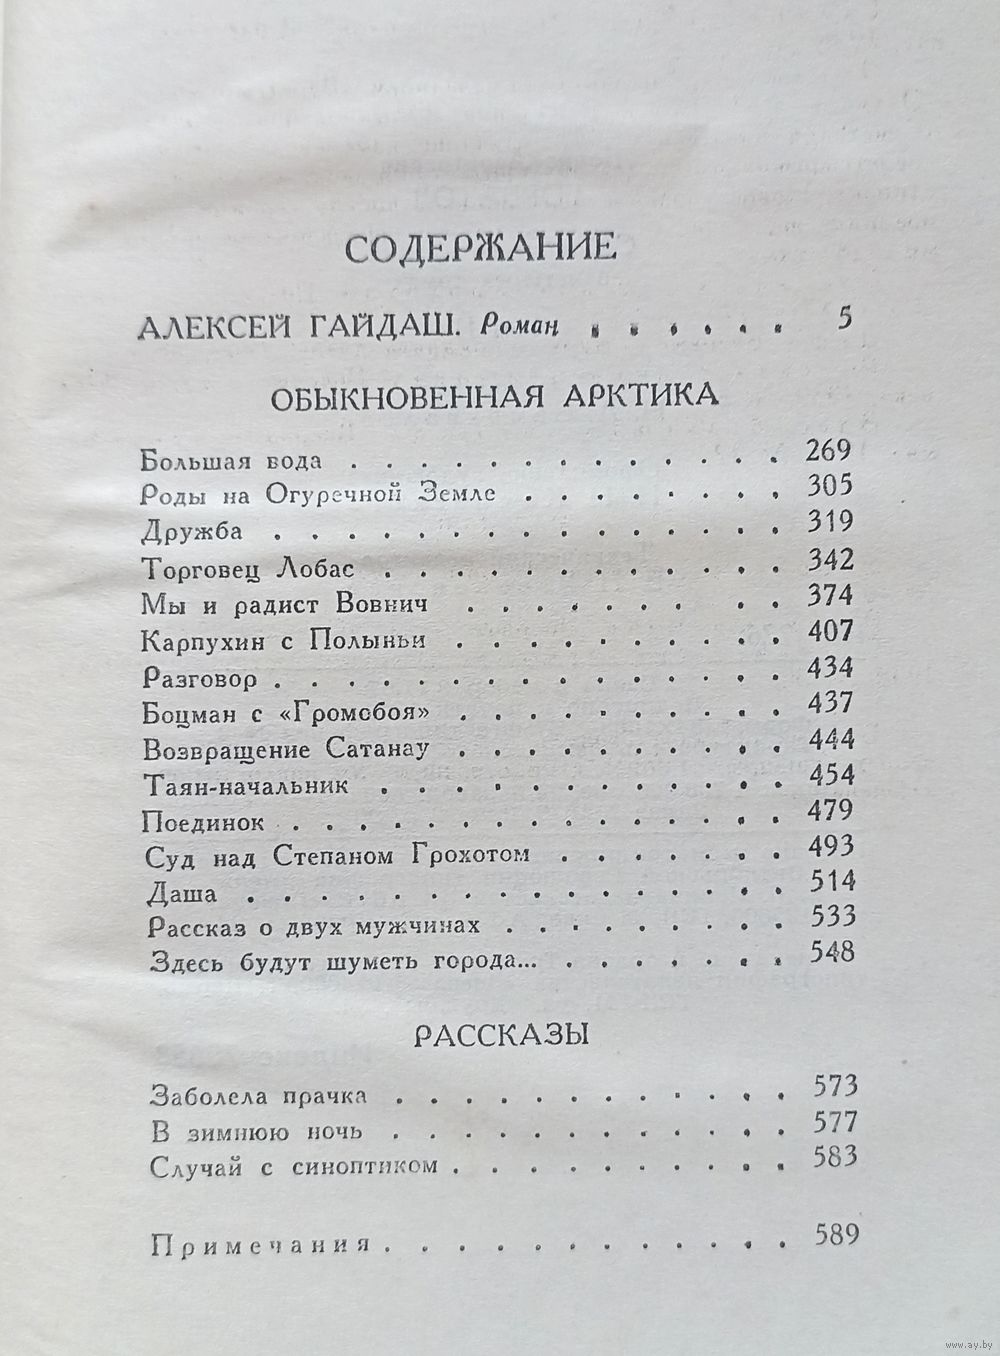 СОДЕРЖАНИЕ
АЛЕКСЕЙ ГАЙДАШ. Роман . . . . . . 5
ОБЫКНОВЕННАЯ АРКТИКА
Большая вода . . . . . . . . . . . . . 269
Роды на Огуречной Земле . . . . . . . . 305
Дружба . . . . . . . . . . . . . . 319
Торговец Лобас . . . . . . . . . . . . 342
Мы и радист Вовнич . . . . . . . . 374
Карпухин с Полыньи . . . . . . . . . . 407
Разговор . . . . . . . . . . . . . . 434
Боцман с «Громобоя» . . . . . . . . . . 437
Возвращение Сатанау . . . . . . . . . . 444
Таян-начальник . . . . . . . . . . . . 454
Поединок . . . . . . . . . . . . . . 479
Суд над Степаном Грохотом . . . . . . . 493
Даша . . . . . . . . . . . . . . . 514
Рассказ о двух мужчинах . . . . . . . . 533
Здесь будут шуметь города... . . . . . . . 548
РАССКАЗЫ
Заболела прачка . . . . . . . . . . . . 573
В зимнюю ночь . . . . . . . . . . . . 577
Случай с синоптиком . . . . . . . . . . 583
Примечания . . . . . . . . . . . . 589
www.ay.by